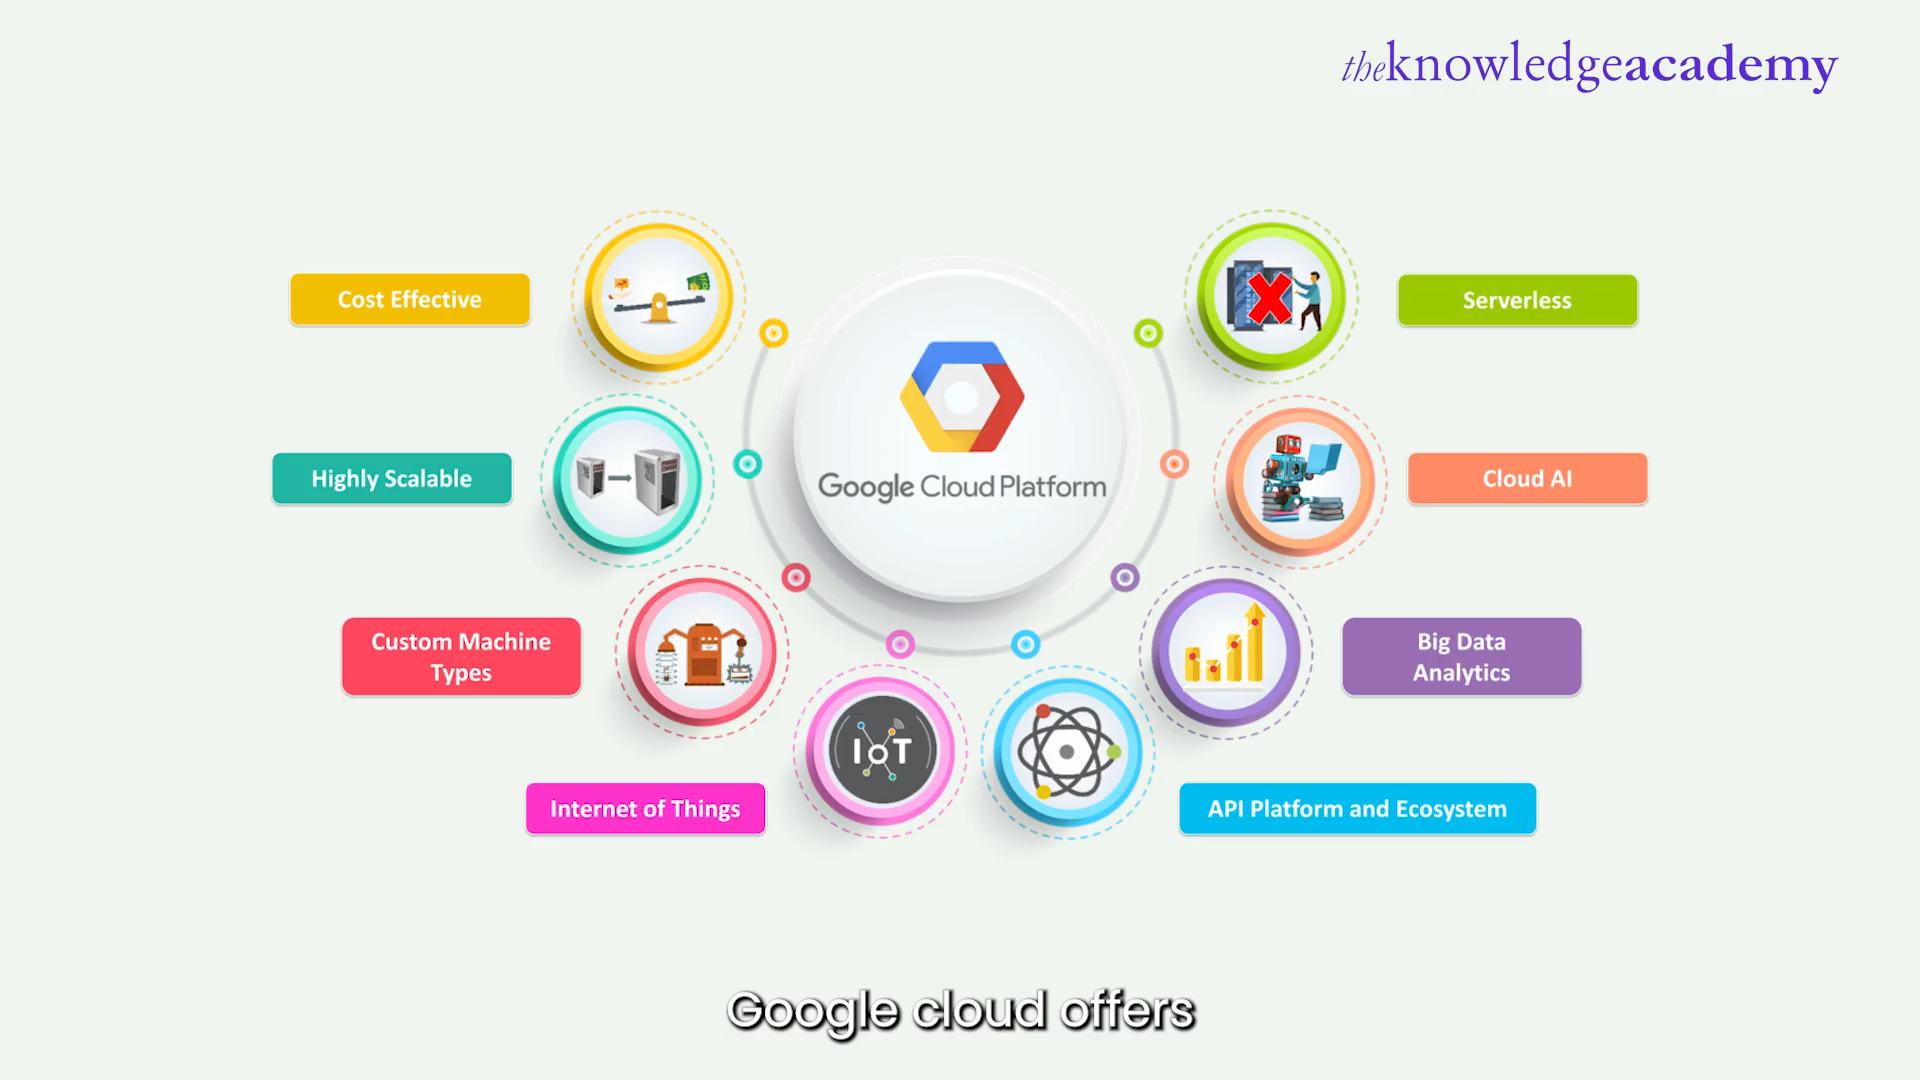 theknowledgeacademy
Cost Effective
Serverless
Google Cloud Platform
Highly Scalable
Cloud AI
Custom Machine
Types
Big Data
Analytics
IoT
Internet of Things
API Platform and Ecosystem
Google cloud offers